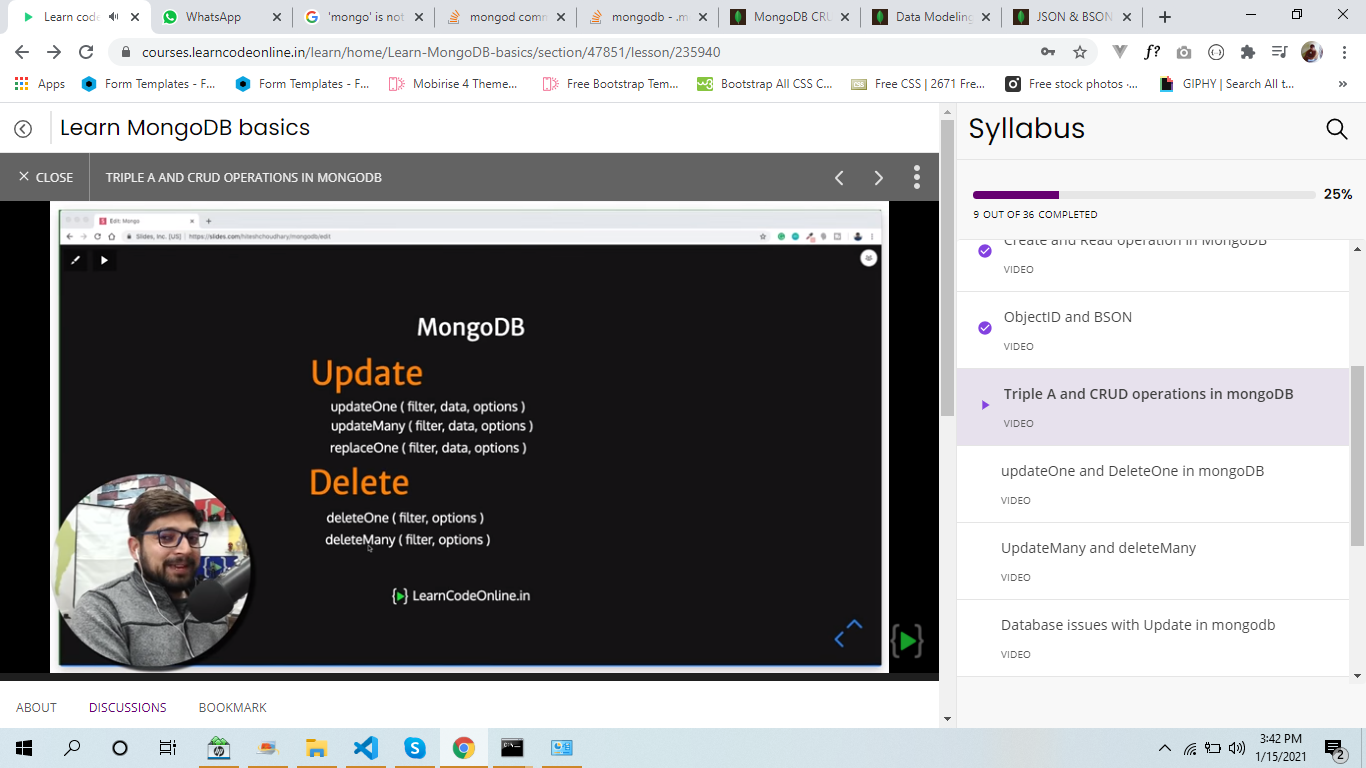 Learn code
WhatsApp
'mongo' is not
mongod comm
mongodb - .m
MongoDB CRU
Data Modeling
JSON & BSON
courses.learncodeonline.in/learn/home/Learn-MongoDB-basics/section/47851/lesson/235940
f?
Apps
Form Templates - F...
Form Templates - F...
Mobirise 4 Theme...
Free Bootstrap Tem...
Bootstrap All CSS C...
Free CSS | 2671 Fre...
Free stock photos ·...
GIPHY | Search All t...
»
Learn MongoDB basics
CLOSE
TRIPLE A AND CRUD OPERATIONS IN MONGODB
Edit: Mongo
Slides, Inc. [US] | https://slides.com/hiteshchoudhary/mongodb/edit
MongoDB
Update
updateOne ( filter, data, options )
updateMany ( filter, data, options )
replaceOne ( filter, data, options )
Delete
deleteOne ( filter, options )
deleteMany ( filter, options )
LearnCodeOnline.in
ABOUT
DISCUSSIONS
BOOKMARK
Syllabus
25%
9 OUT OF 36 COMPLETED
Create and Read operation in MongoDB
VIDEO
ObjectID and BSON
VIDEO
Triple A and CRUD operations in mongoDB
VIDEO
updateOne and DeleteOne in mongoDB
VIDEO
UpdateMany and deleteMany
VIDEO
Database issues with Update in mongodb
VIDEO
3:42 PM
1/15/2021
2